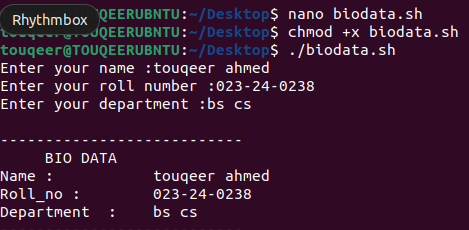 Rhythmbox
touqeer@TOUQEERUBNTU:~/Desktop$ nano biodata.sh
touqeer@TOUQEERUBNTU:~/Desktop$ chmod +x biodata.sh
touqeer@TOUQEERUBNTU:~/Desktop$ ./biodata.sh
Enter your name :touqeer ahmed
Enter your roll number :023-24-0238
Enter your department :bs cs
---------------------------
BIO DATA
Name : touqeer ahmed
Roll_no : 023-24-0238
Department : bs cs